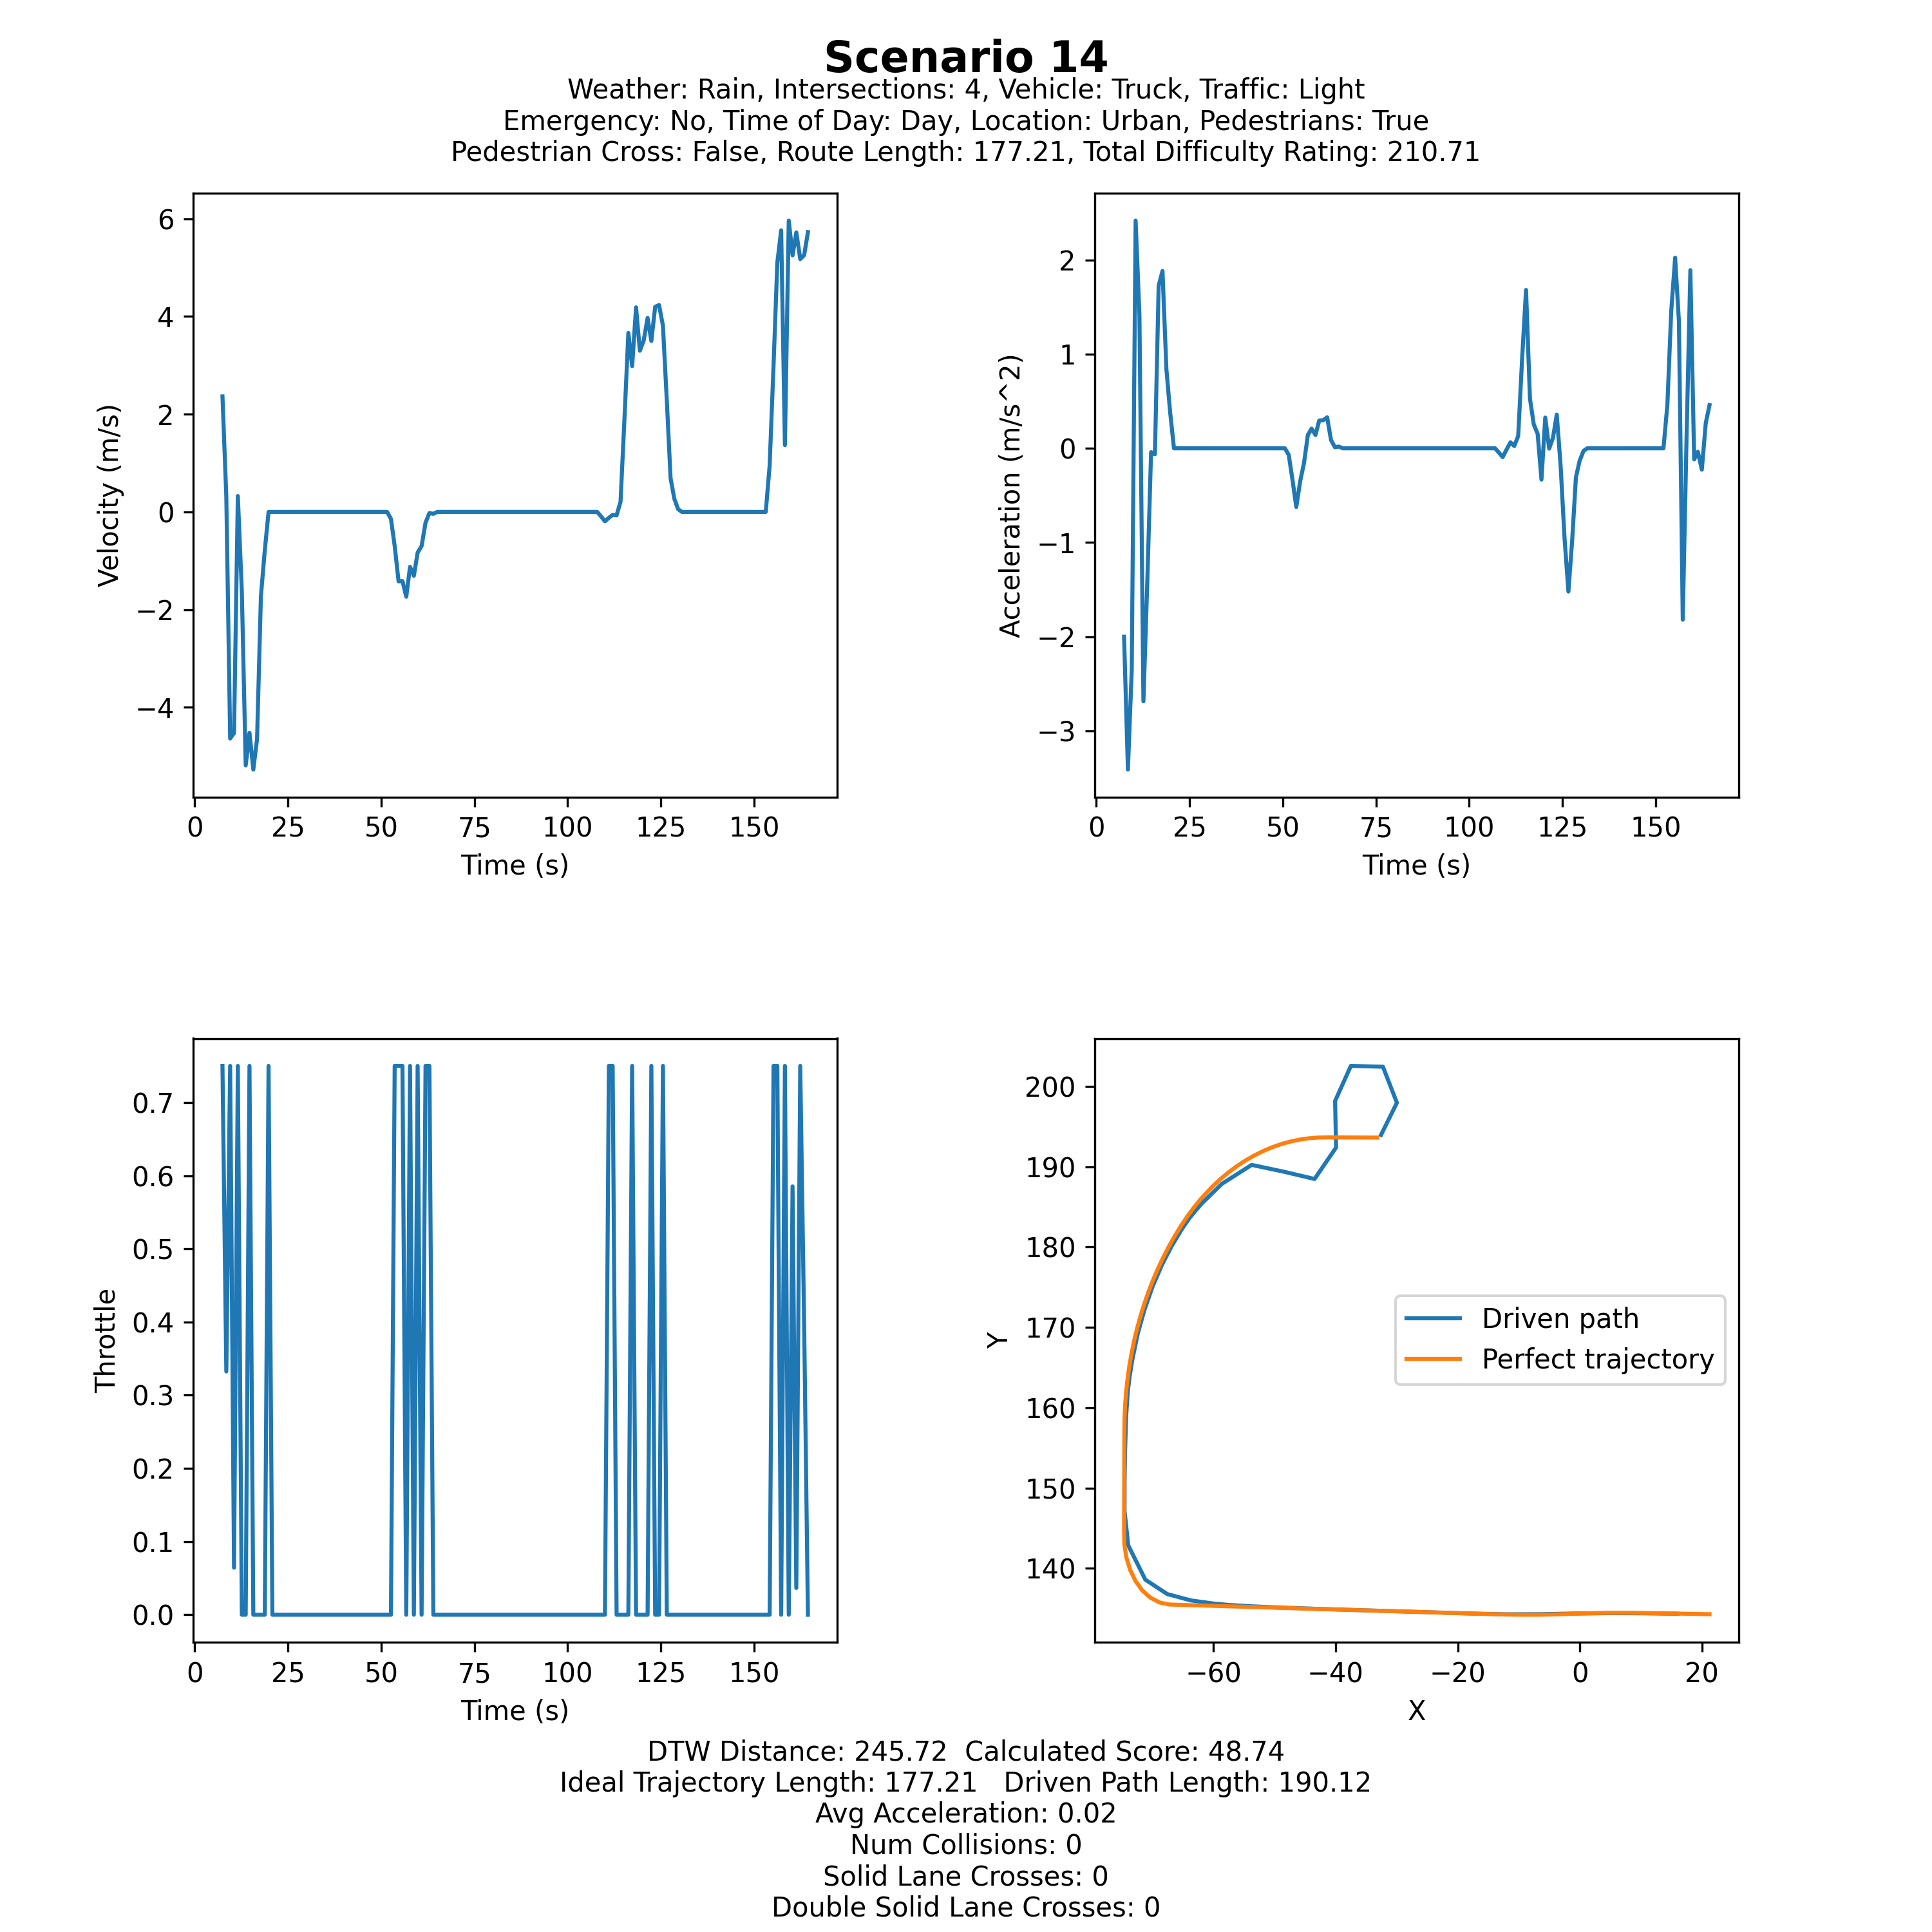 Scenario 14
Weather: Rain, Intersections: 4, Vehicle: Truck, Traffic: Light
Emergency: No, Time of Day: Day, Location: Urban, Pedestrians: True
Pedestrian Cross: False, Route Length: 177.21, Total Difficulty Rating: 210.71
Velocity (m/s)
6
4
2
0
−2
−4
0 25 50 75 100 125 150
Time (s)
Acceleration (m/s^2)
2
1
0
−1
−2
−3
0 25 50 75 100 125 150
Time (s)
Throttle
0.7
0.6
0.5
0.4
0.3
0.2
0.1
0.0
0 25 50 75 100 125 150
Time (s)
Y
200
190
180
170
160
150
140
Driven path
Perfect trajectory
−60 −40 −20 0 20
X
DTW Distance: 245.72  Calculated Score: 48.74
Ideal Trajectory Length: 177.21   Driven Path Length: 190.12
Avg Acceleration: 0.02
Num Collisions: 0
Solid Lane Crosses: 0
Double Solid Lane Crosses: 0